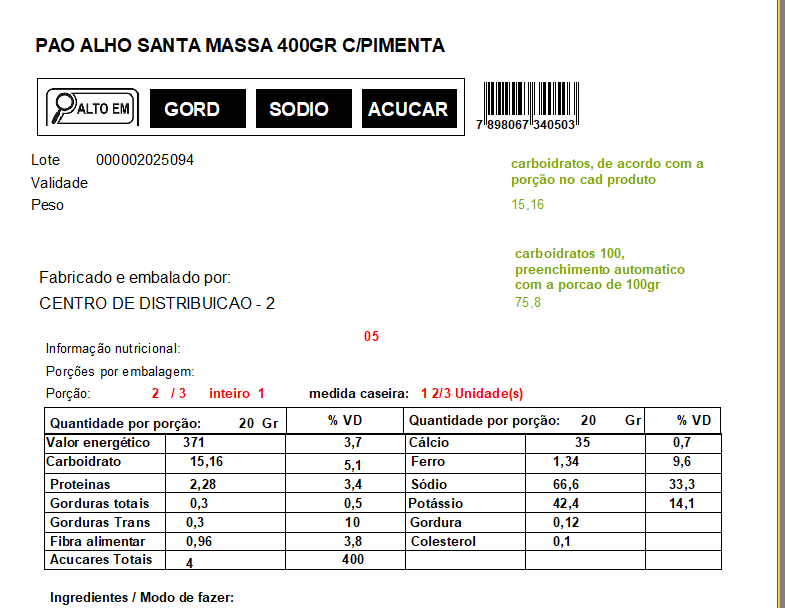 PAO ALHO SANTA MASSA 400GR C/PIMENTA
ALTO EM GORD SODIO ACUCAR
7 898067 340503
Lote 000002025094
Validade
Peso
carboidratos, de acordo com a
porção no cad produto
15,16
carboidratos 100,
preenchimento automatico
com a porcao de 100gr
75,8
Fabricado e embalado por:
CENTRO DE DISTRIBUICAO - 2
05
Informação nutricional:
Porções por embalagem:
Porção: 2 / 3 inteiro 1 medida caseira: 1 2/3 Unidade(s)
Quantidade por porção: 20 Gr % VD Quantidade por porção: 20 Gr % VD
Valor energético 371 3,7 Cálcio 35 0,7
Carboidrato 15,16 5,1 Ferro 1,34 9,6
Proteinas 2,28 3,4 Sódio 66,6 33,3
Gorduras totais 0,3 0,5 Potássio 42,4 14,1
Gorduras Trans 0,3 10 Gordura 0,12
Fibra alimentar 0,96 3,8 Colesterol 0,1
Acucares Totais 4 400
Ingredientes / Modo de fazer: